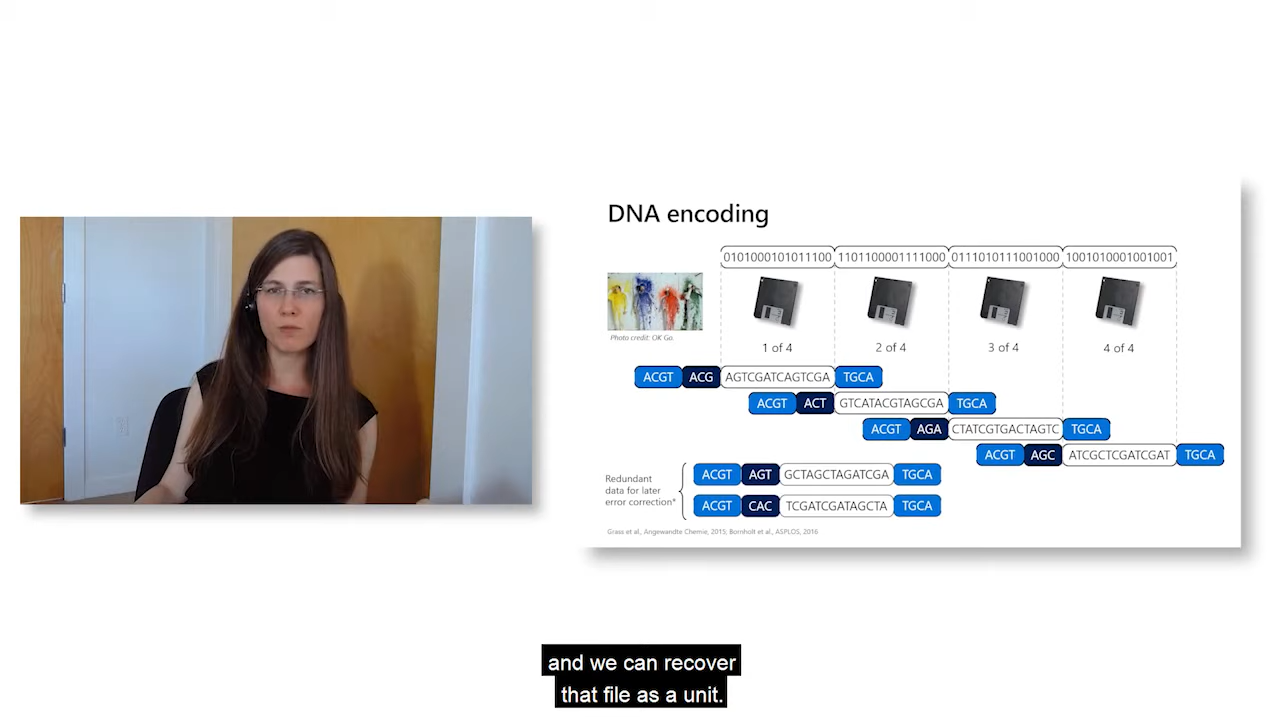 DNA encoding
0101000101011100 1101100001111000 0111010111001000 1001010001001001
Photo credit: OK Go.
1 of 4 2 of 4 3 of 4 4 of 4
ACGT ACG AGTCGATCAGTCGA TGCA
ACGT ACT GTCATACGTAGCGA TGCA
ACGT AGA CTATCGTGACTAGTC TGCA
ACGT AGC ATCGCTCGATCGAT TGCA
Redundant
data for later
error correction*
ACGT AGT GCTAGCTAGATCGA TGCA
ACGT CAC TCGATCGATAGCTA TGCA
Grass et al., Angewandte Chemie, 2015; Bornholt et al., ASPLOS, 2016
and we can recover
that file as a unit.